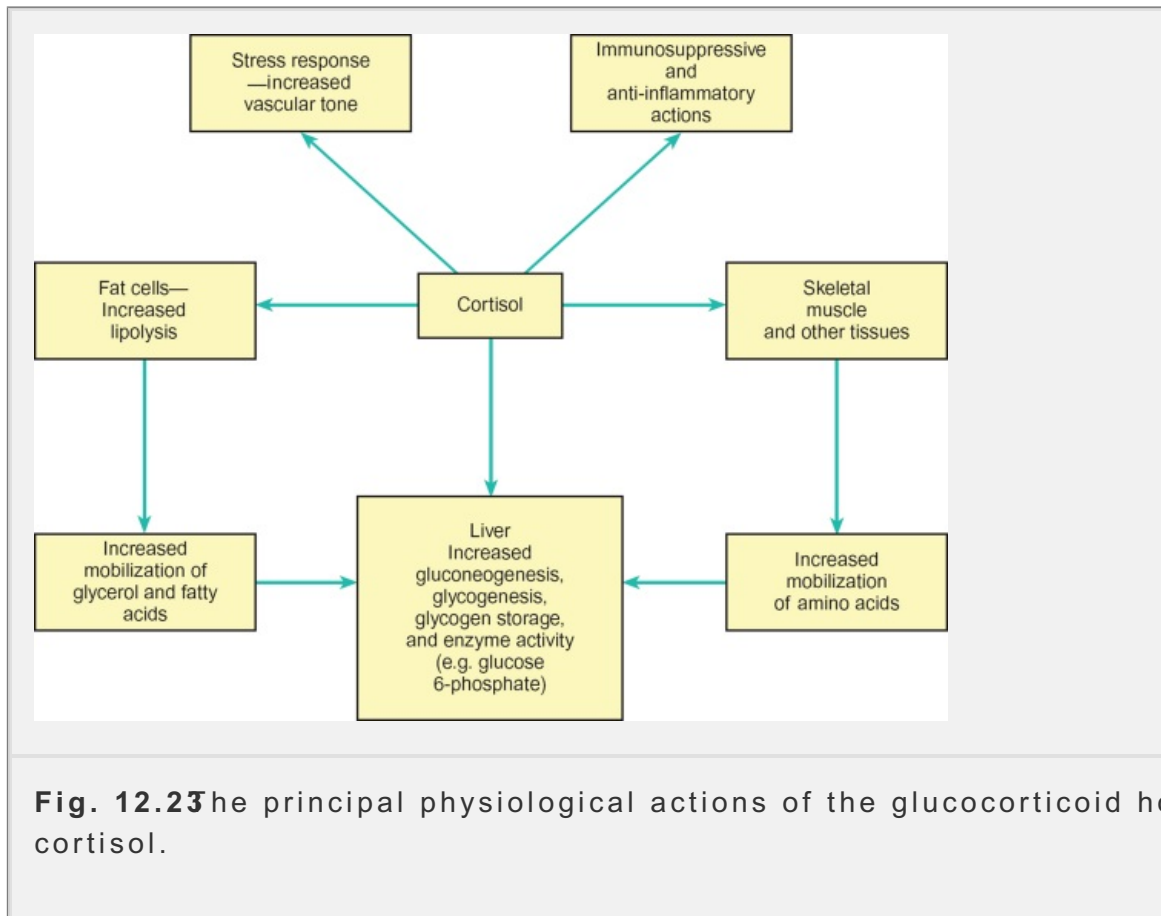 Stress response
—increased
vascular tone
Immunosuppressive
and
anti-inflammatory
actions
Fat cells—
Increased
lipolysis
Cortisol
Skeletal
muscle
and other tissues
Increased
mobilization of
glycerol and fatty
acids
Liver
Increased
gluconeogenesis,
glycogenesis,
glycogen storage,
and enzyme activity
(e.g. glucose
6-phosphate)
Increased
mobilization
of amino acids
Fig. 12.23 The principal physiological actions of the glucocorticoid
cortisol.